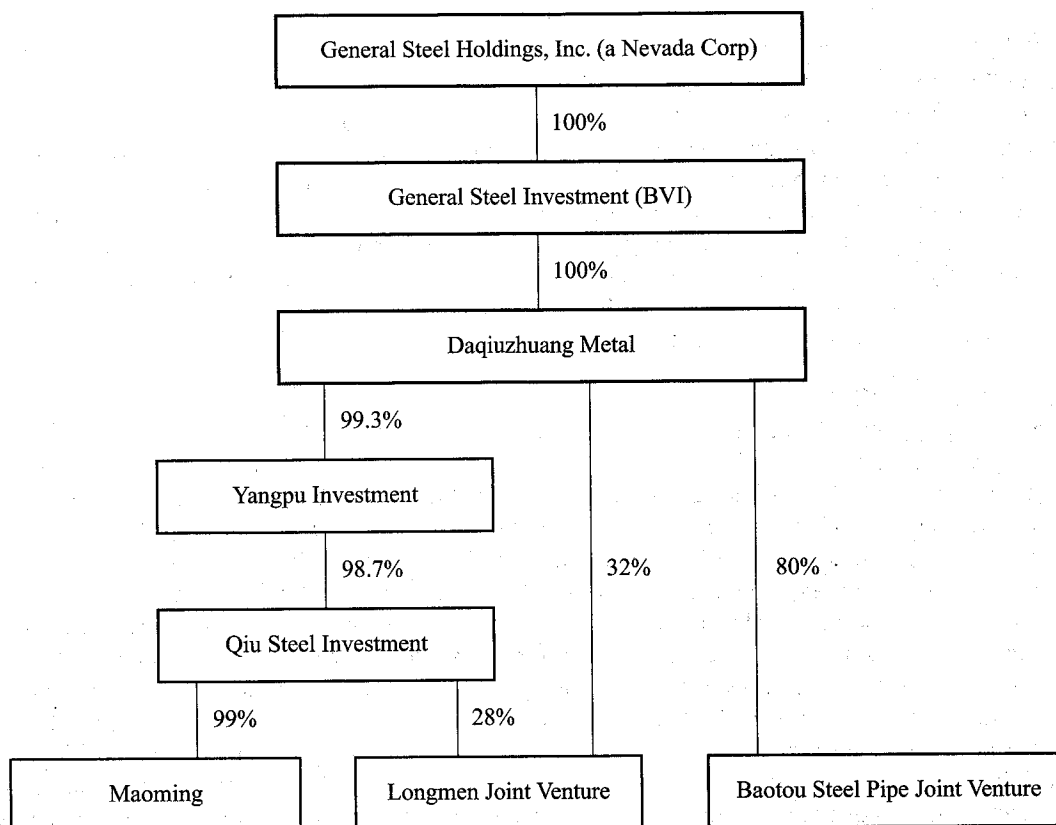 General Steel Holdings, Inc. (a Nevada Corp)
100%
General Steel Investment (BVI)
100%
Daqiuzhuang Metal
99.3%
Yangpu Investment
98.7%
32%
80%
Qiu Steel Investment
99%
28%
Maoming
Longmen Joint Venture
Baotou Steel Pipe Joint Venture